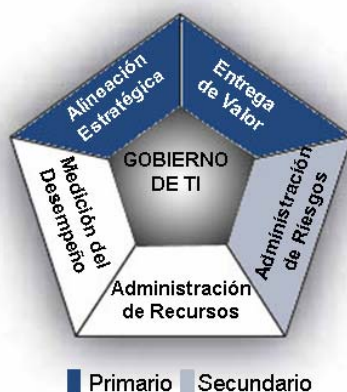 Alineación
Estratégica
Entrega
de Valor
GOBIERNO
DE TI
Medición del
Desempeño
Administración
de Riesgos
Administración
de Recursos
Primario
Secundario